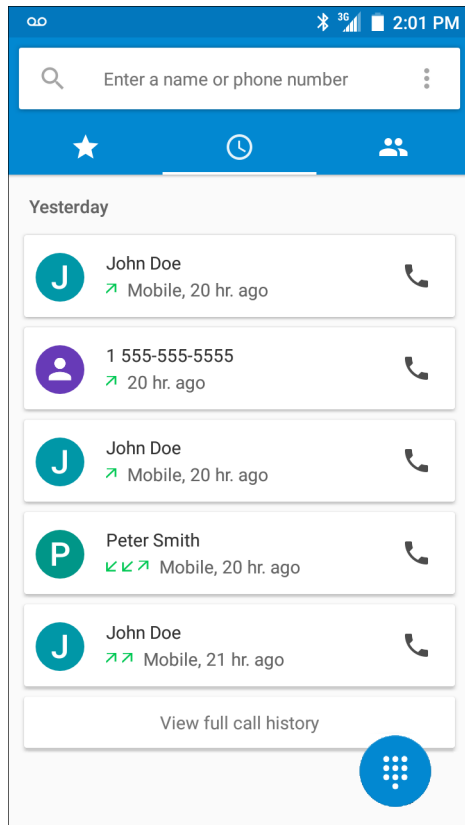 3G 2:01 PM
Enter a name or phone number
Yesterday
J John Doe
Mobile, 20 hr. ago
1 555-555-5555
20 hr. ago
J John Doe
Mobile, 20 hr. ago
P Peter Smith
Mobile, 20 hr. ago
J John Doe
Mobile, 21 hr. ago
View full call history